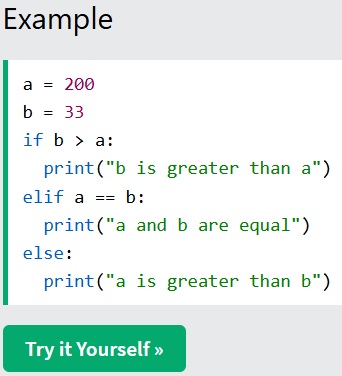 Example
a = 200
b = 33
if b > a:
  print("b is greater than a")
elif a == b:
  print("a and b are equal")
else:
  print("a is greater than b")
Try it Yourself »